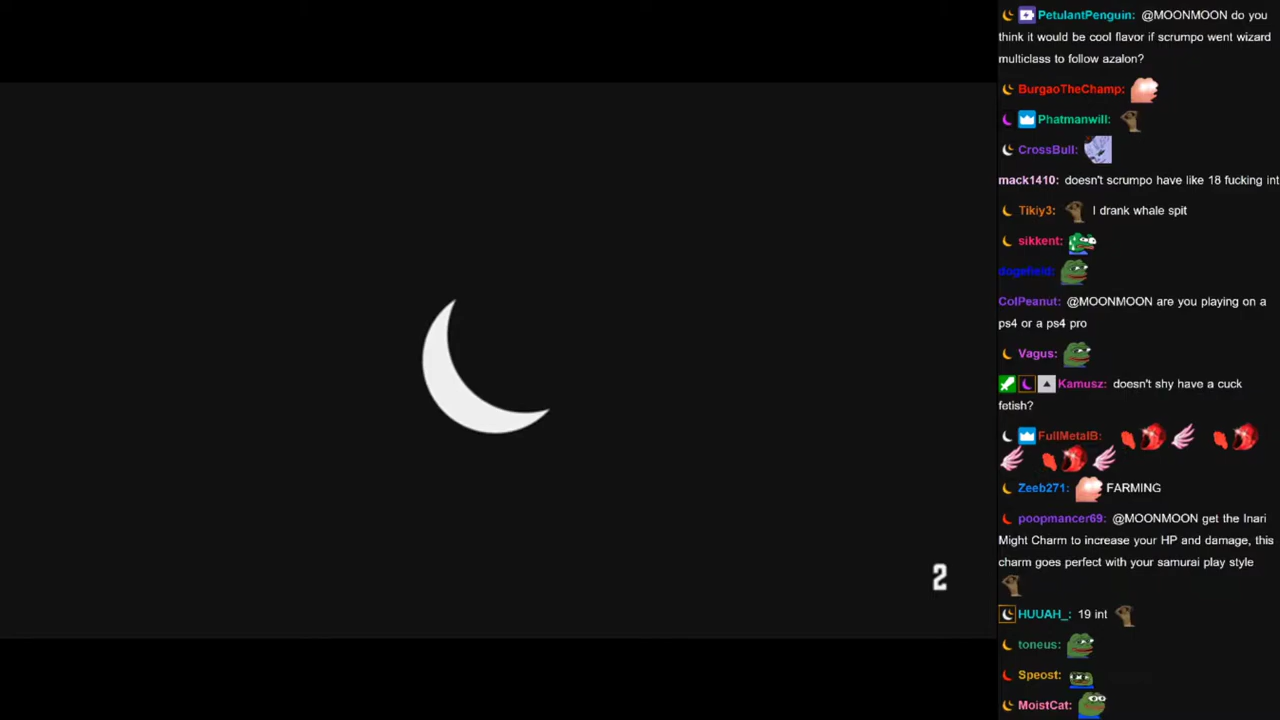 PetulantPenguin: @MOONMOON do you
think it would be cool flavor if scrumpo went wizard
multiclass to follow azalon?
BurgaoTheChamp:
Phatmanwill:
CrossBull:
mack1410: doesn't scrumpo have like 18 fucking int
Tikiy3: I drank whale spit
sikkent:
dogefield:
ColPeanut: @MOONMOON are you playing on a
ps4 or a ps4 pro
Vagus:
Kamusz: doesn't shy have a cuck
fetish?
FullMetalB:
Zeeb271: FARMING
poopmancer69: @MOONMOON get the Inari
Might Charm to increase your HP and damage, this
charm goes perfect with your samurai play style
2
HUUAH_: 19 int
toneus:
Speost:
MoistCat: